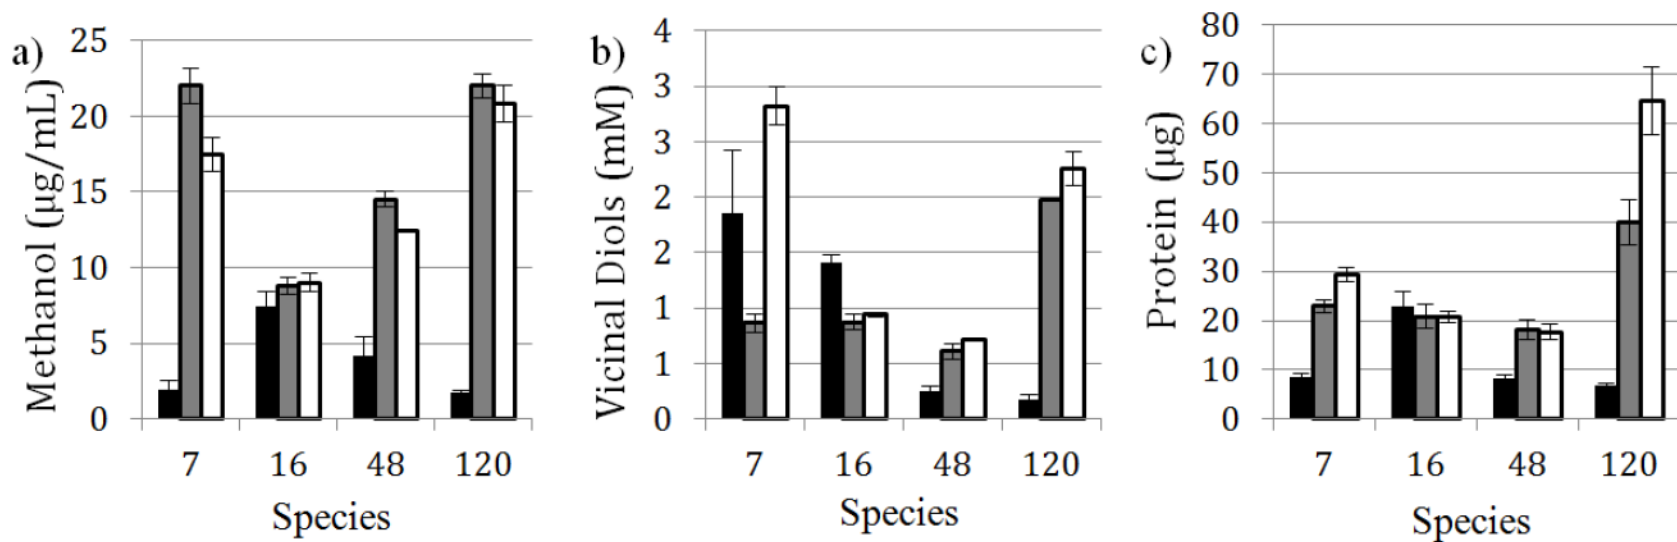 a)
Methanol (µg/mL)
25
20
15
10
5
0
7 16 48 120
Species
b)
Vicinal Diols (mM)
4
3
3
2
2
1
1
0
7 16 48 120
Species
c)
Protein (µg)
80
70
60
50
40
30
20
10
0
7 16 48 120
Species